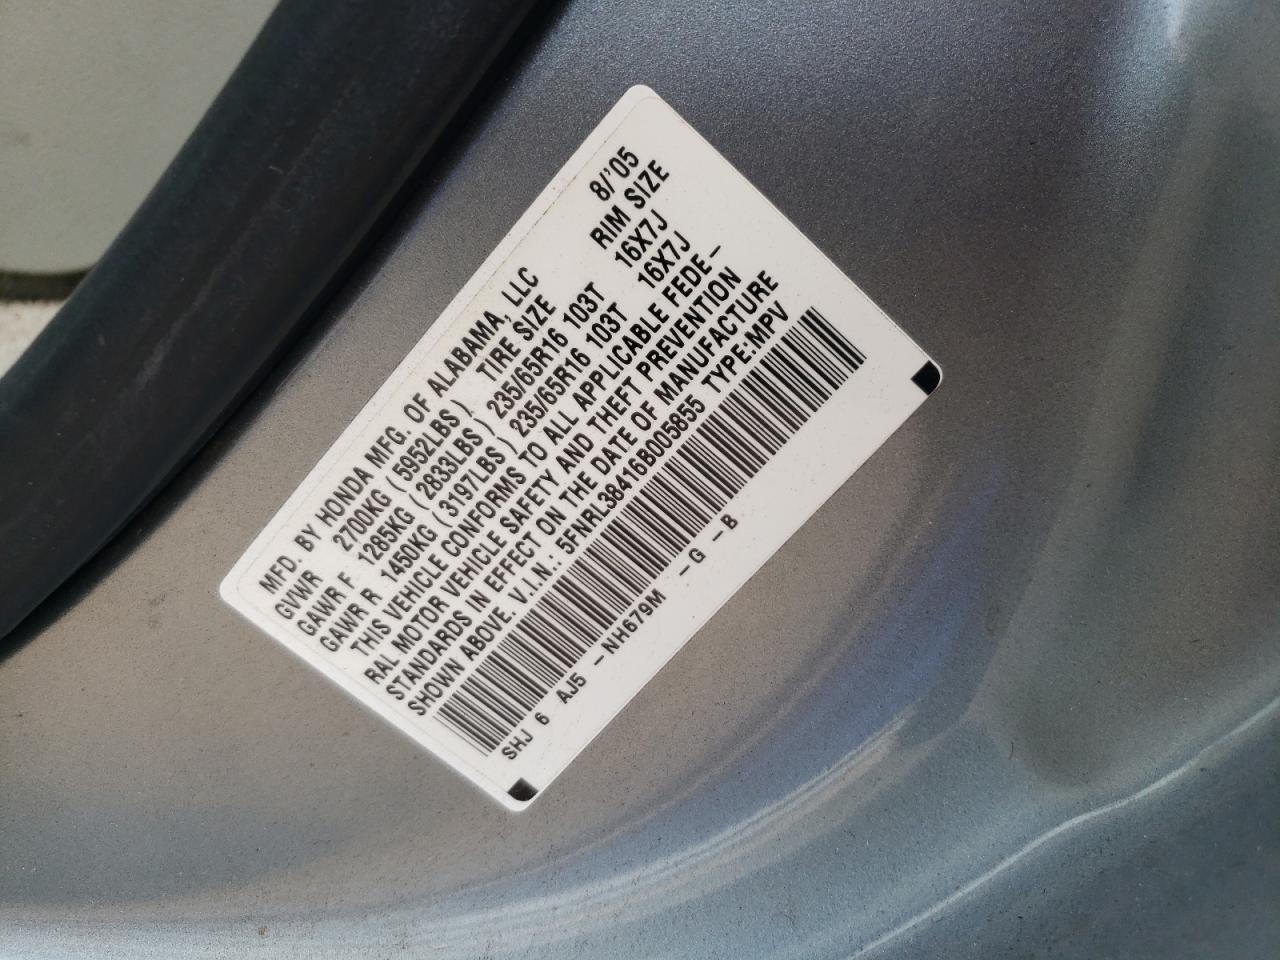 MFD. BY HONDA MFG. OF ALABAMA, LLC 8/'05
GVWR 2700KG ( 5952LBS ) TIRE SIZE RIM SIZE
GAWR F 1285KG ( 2833LBS ) 235/65R16 103T 16X7J
GAWR R 1450KG ( 3197LBS ) 235/65R16 103T 16X7J
THIS VEHICLE CONFORMS TO ALL APPLICABLE FEDE-
RAL MOTOR VEHICLE SAFETY AND THEFT PREVENTION
STANDARDS IN EFFECT ON THE DATE OF MANUFACTURE
SHOWN ABOVE. V.I.N.: 5FNRL38416B005855 TYPE:MPV
SHJ 6 AJ5 - NH679M - G - B